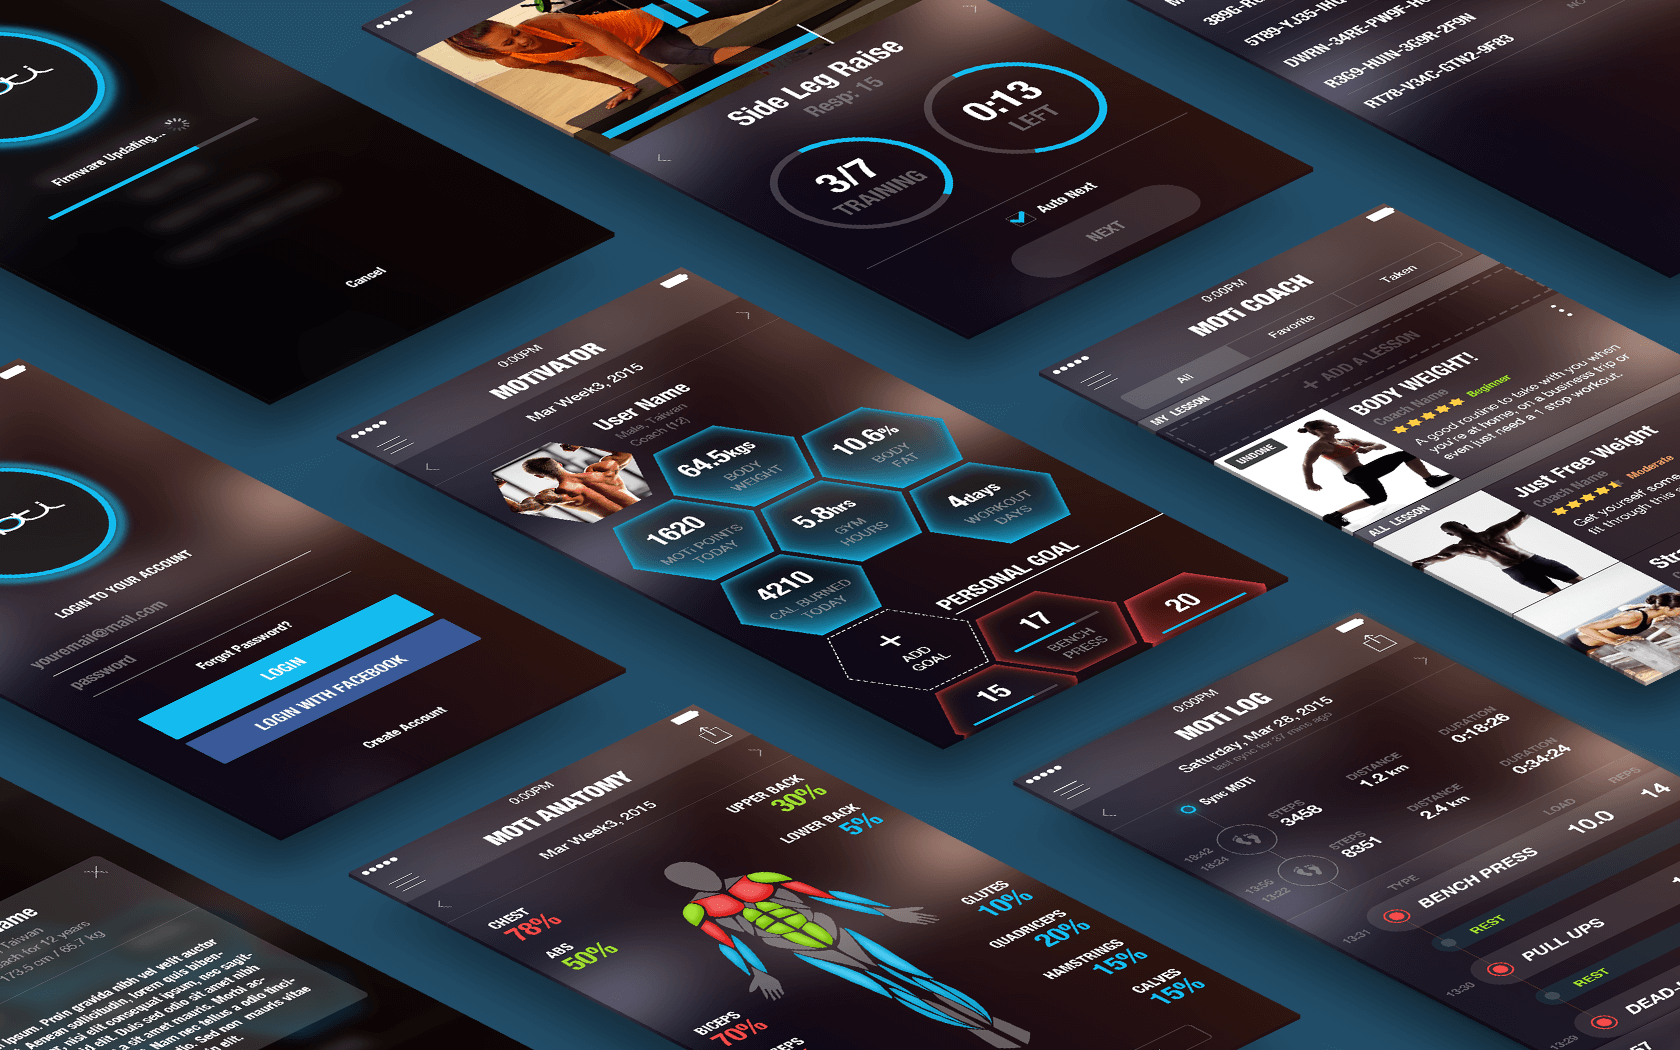 oti
Firmware Updating...
Cancel
Side Leg Raise
Resp: 15
0:13
LEFT
3/7
TRAINING
Auto Next
NEXT
5T89-YJ35-IHQ
DWRN-34RE-PW9F-H
R3G9-HUIN-3G9R-2F9N
RT78-V34C-GTN2-9F83
oti
LOGIN TO YOUR ACCOUNT
youremail@mail.com
password
Forgot Password?
LOGIN
LOGIN WITH FACEBOOK
Create Account
0:00PM
MOTiVATOR
Mar Week3, 2015
User Name
Male, Taiwan
Coach (12)
64.5kgs
BODY
WEIGHT
10.6%
BODY
FAT
1620
MOTI POINTS
TODAY
5.8hrs
GYM
HOURS
4days
WORKOUT
DAYS
4210
CAL BURNED
TODAY
PERSONAL GOAL
+
ADD
GOAL
17
BENCH
PRESS
20
15
0:00PM
MOTi COACH
All
Favorite
Taken
MY LESSON
+ ADD A LESSON
UNDONE
BODY WEIGHT!
Coach Name
Beginner
A good routine to take with you when
you're at home, on a business trip or
even just need a 1 stop workout.
ALL LESSON
Just Free Weight
Coach Name
Moderate
Get yourself some
fit through this s
Str
ame
Taiwan
ach for 12 years
173.5 cm / 65.7 kg
Ipsum. Proin gravida nibh vel velit auctor
Aenean sollicitudin, lorem quis biben-
, nisi elit consequat ipsum, nec sagit-
id elit. Duis sed odio sit amet nibh
a sit amet mauris. Morbi ac-
Nam nec tellus a odio tinci-
tio. Sed non mauris vitae
in elit.
0:00PM
MOTi ANATOMY
Mar Week3, 2015
UPPER BACK
30%
LOWER BACK
5%
CHEST
78%
ABS
50%
BICEPS
70%
GLUTES
10%
QUADRICEPS
20%
HAMSTRINGS
15%
CALVES
15%
0:00PM
MOTi LOG
Saturday, Mar 28, 2015
last sync for 37 mins ago
Sync MOTi
18:42
18:24
STEPS
3458
DISTANCE
1.2 km
DURATION
0:18:26
13:56
13:22
STEPS
8351
DISTANCE
2.4 km
DURATION
0:34:24
TYPE
LOAD
REPS
13:31
BENCH PRESS
10.0
14
REST
13:30
PULL UPS
REST
13:29
DEAD-